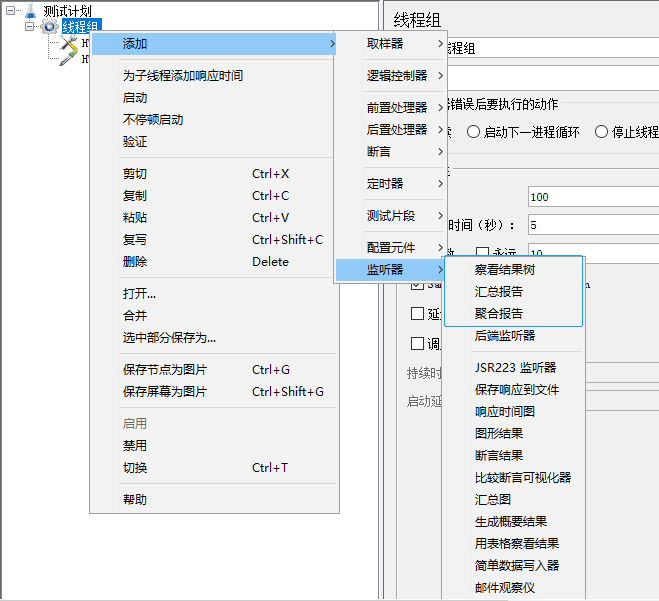 测试计划
线程组
添加
为子线程添加响应时间
启动
不停顿启动
验证
剪切 Ctrl+X
复制 Ctrl+C
粘贴 Ctrl+V
复写 Ctrl+Shift+C
删除 Delete
打开...
合并
选中部分保存为...
保存节点为图片 Ctrl+G
保存屏幕为图片 Ctrl+Shift+G
启用
禁用
切换 Ctrl+T
帮助
取样器
逻辑控制器
前置处理器
后置处理器
断言
定时器
测试片段
配置元件
监听器
察看结果树
汇总报告
聚合报告
后端监听器
JSR223 监听器
保存响应到文件
响应时间图
图形结果
断言结果
比较断言可视化器
汇总图
生成概要结果
用表格察看结果
简单数据写入器
邮件观察仪
线程组
线程组
错误后要执行的动作
启动下一进程循环 停止线程
100
时间（秒）： 5
永远 10
延
调
持续时
启动延